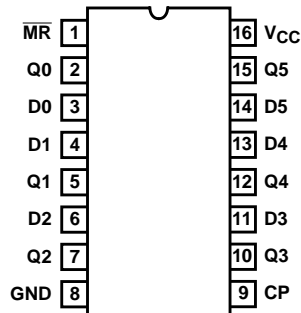 M̅R̅ 1 16 VCC
Q0 2 15 Q5
D0 3 14 D5
D1 4 13 D4
Q1 5 12 Q4
D2 6 11 D3
Q2 7 10 Q3
GND 8 9 CP